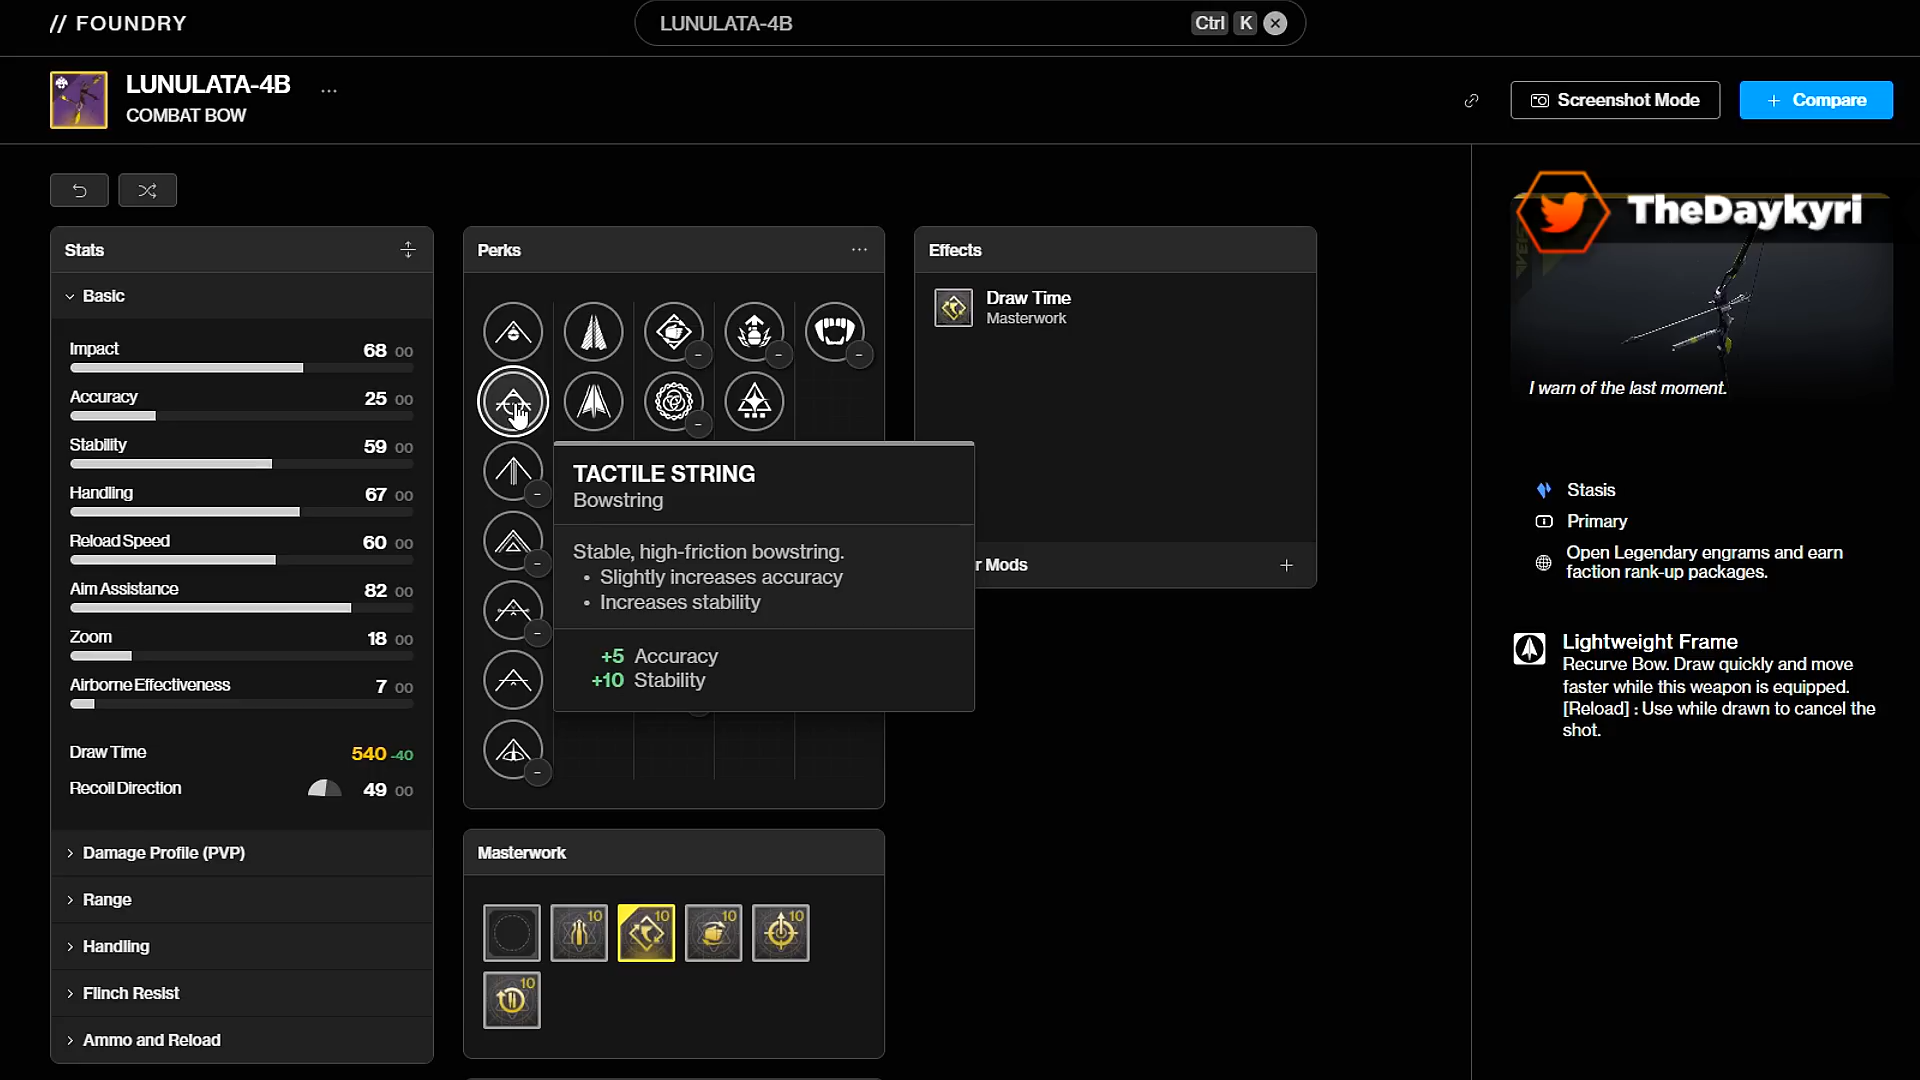 // FOUNDRY
LUNULATA-4B
Ctrl K
LUNULATA-4B
COMBAT BOW
Screenshot Mode
+ Compare
TheDaykyri
Stats
Basic
Impact 68 00
Accuracy 25 00
Stability 59 00
Handling 67 00
Reload Speed 60 00
Aim Assistance 82 00
Zoom 18 00
Airborne Effectiveness 7 00
Draw Time 540 -40
Recoil Direction 49 00
Damage Profile (PVP)
Range
Handling
Flinch Resist
Ammo and Reload
Perks
TACTILE STRING
Bowstring
Stable, high-friction bowstring.
• Slightly increases accuracy
• Increases stability
+5 Accuracy
+10 Stability
Masterwork
10
10
10
10
10
Effects
Draw Time
Masterwork
r Mods
I warn of the last moment.
Stasis
Primary
Open Legendary engrams and earn
faction rank-up packages.
Lightweight Frame
Recurve Bow. Draw quickly and move
faster while this weapon is equipped.
[Reload] : Use while drawn to cancel the
shot.